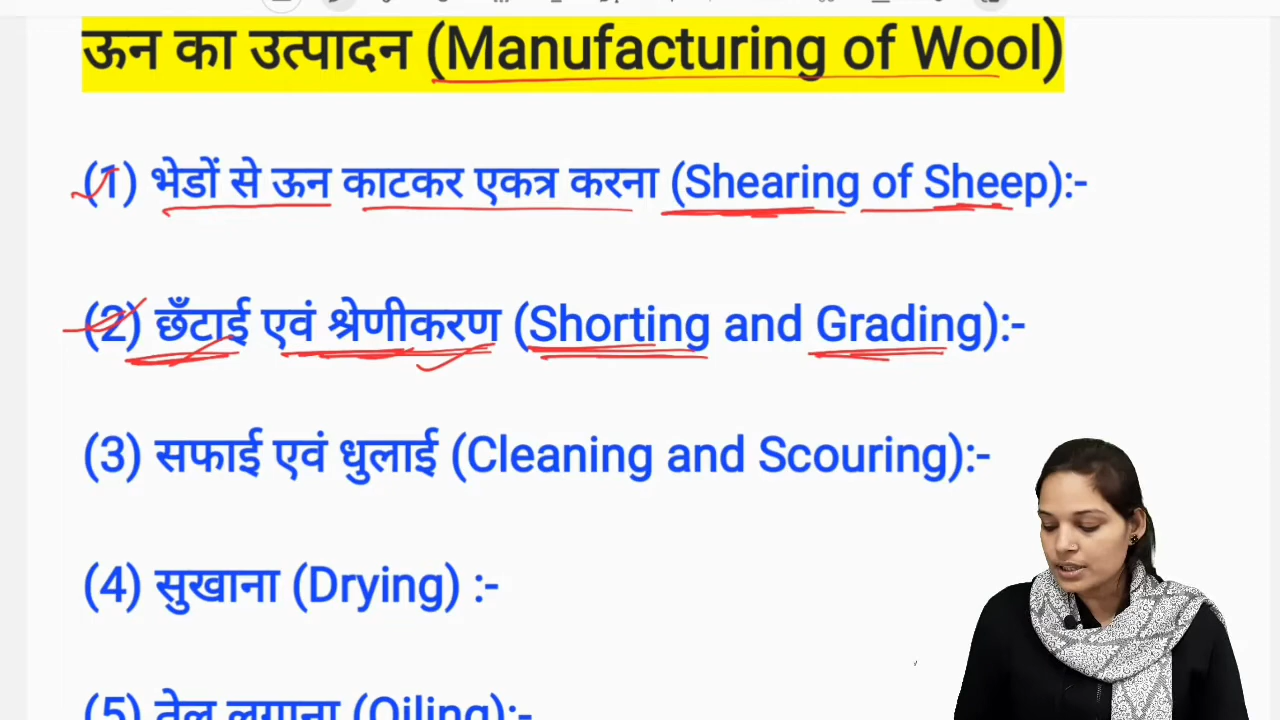 ऊन का उत्पादन (Manufacturing of Wool)
(1) भेडों से ऊन काटकर एकत्र करना (Shearing of Sheep):-
(2) छँटाई एवं श्रेणीकरण (Shorting and Grading):-
(3) सफाई एवं धुलाई (Cleaning and Scouring):-
(4) सुखाना (Drying) :-
(5) तेल लगाना (Oiling):-